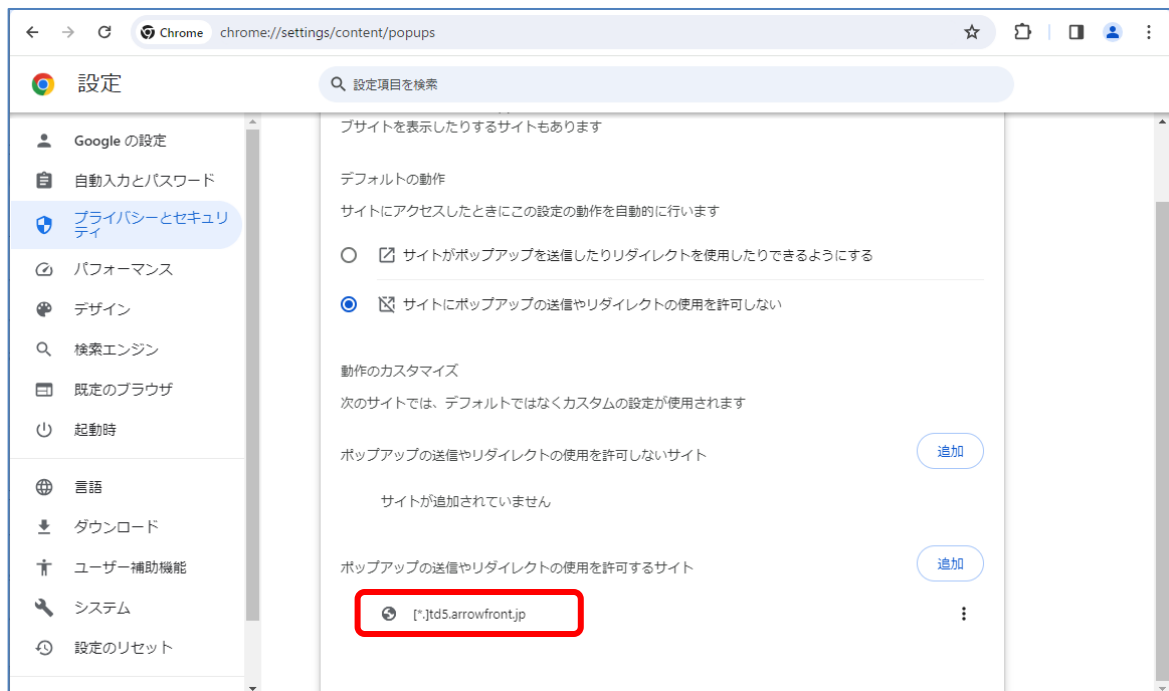 Chrome chrome://settings/content/popups
設定
設定項目を検索
Google の設定
自動入力とパスワード
プライバシーとセキュリ
ティ
パフォーマンス
デザイン
検索エンジン
既定のブラウザ
起動時
言語
ダウンロード
ユーザー補助機能
システム
設定のリセット
ブサイトを表示したりするサイトもあります
デフォルトの動作
サイトにアクセスしたときにこの設定の動作を自動的に行います
サイトがポップアップを送信したりリダイレクトを使用したりできるようにする
サイトにポップアップの送信やリダイレクトの使用を許可しない
動作のカスタマイズ
次のサイトでは、デフォルトではなくカスタムの設定が使用されます
ポップアップの送信やリダイレクトの使用を許可しないサイト 追加
サイトが追加されていません
ポップアップの送信やリダイレクトの使用を許可するサイト 追加
[*.]td5.arrowfront.jp